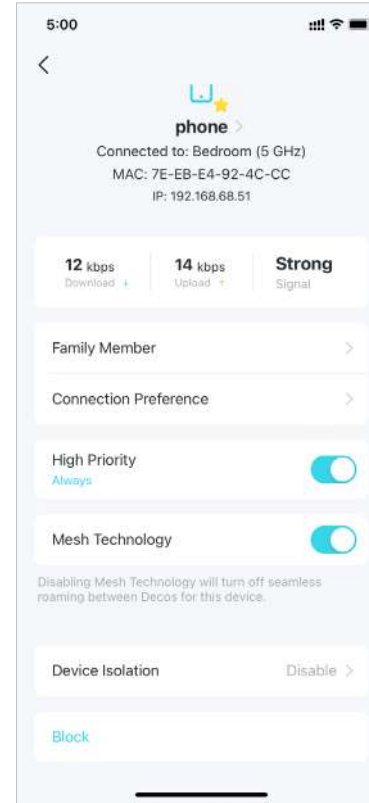 5:00
phone
Connected to: Bedroom (5 GHz)
MAC: 7E-EB-E4-92-4C-CC
IP: 192.168.68.51
12 kbps 14 kbps Strong
Download ↓ Upload ↑ Signal
Family Member
Connection Preference
High Priority
Always
Mesh Technology
Disabling Mesh Technology will turn off seamless
roaming between Decos for this device.
Device Isolation Disable
Block